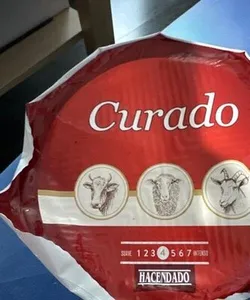 Curado
SUAVE 1 2 3 4 5 6 7 INTENSO
HACENDADO